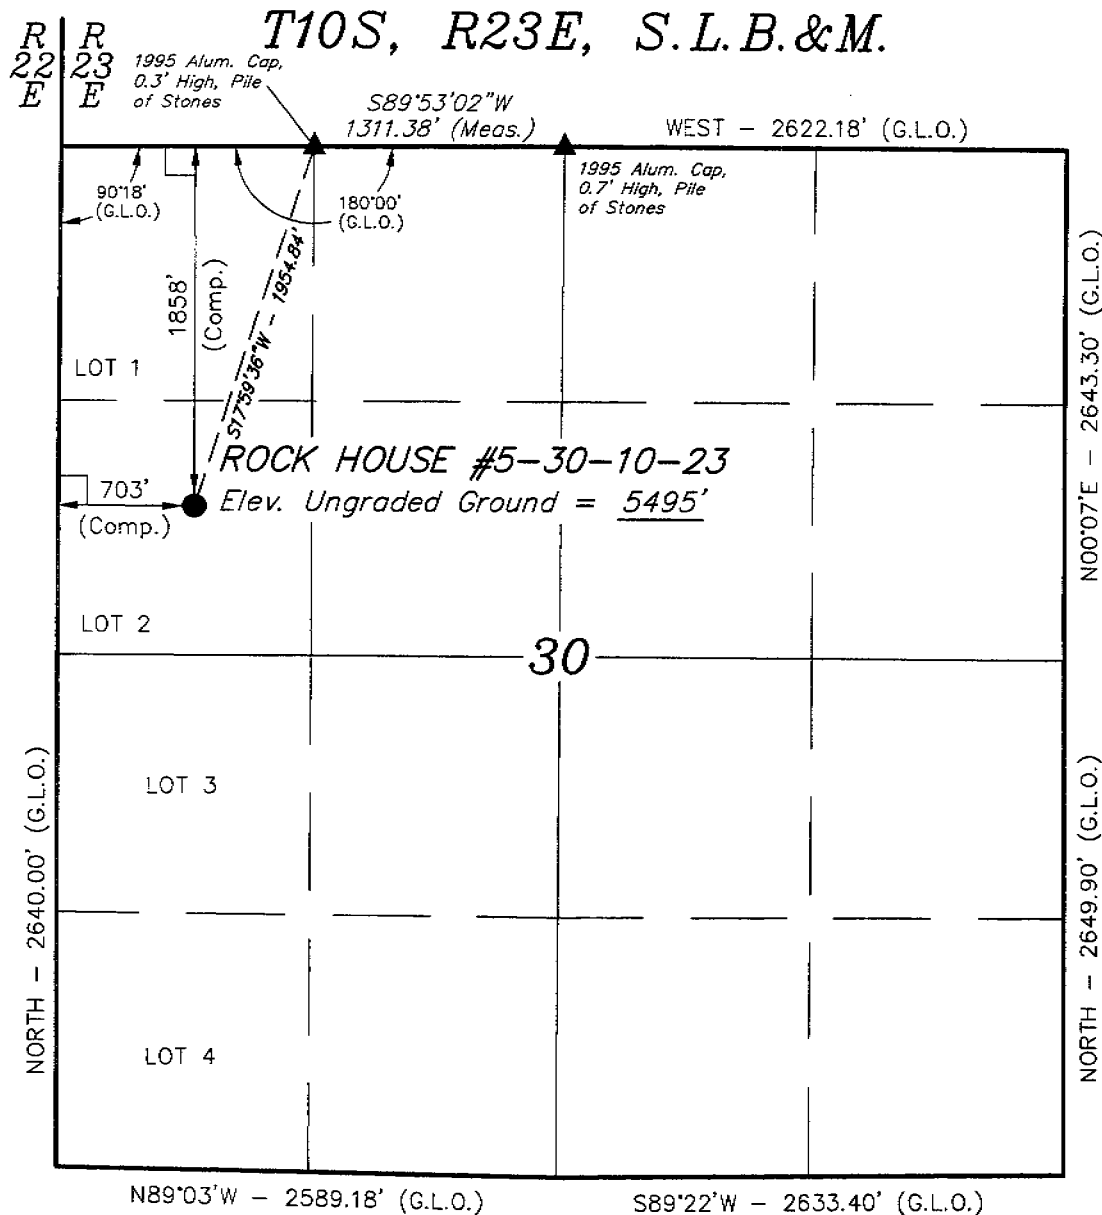 T10S, R23E, S.L.B.&M.
R R
22 23
E E
1995 Alum. Cap,
0.3' High, Pile
of Stones
S89°53'02"W
1311.38' (Meas.)
WEST - 2622.18' (G.L.O.)
1995 Alum. Cap,
0.7' High, Pile
of Stones
90°18'
(G.L.O.)
180°00'
(G.L.O.)
1858'
(Comp.)
S17°59'36"W - 1954.84'
N00°07'E - 2643.30' (G.L.O.)
LOT 1
ROCK HOUSE #5-30-10-23
Elev. Ungraded Ground = 5495'
703'
(Comp.)
LOT 2
30
LOT 3
NORTH - 2640.00' (G.L.O.)
NORTH - 2649.90' (G.L.O.)
LOT 4
N89°03'W - 2589.18' (G.L.O.)
S89°22'W - 2633.40' (G.L.O.)